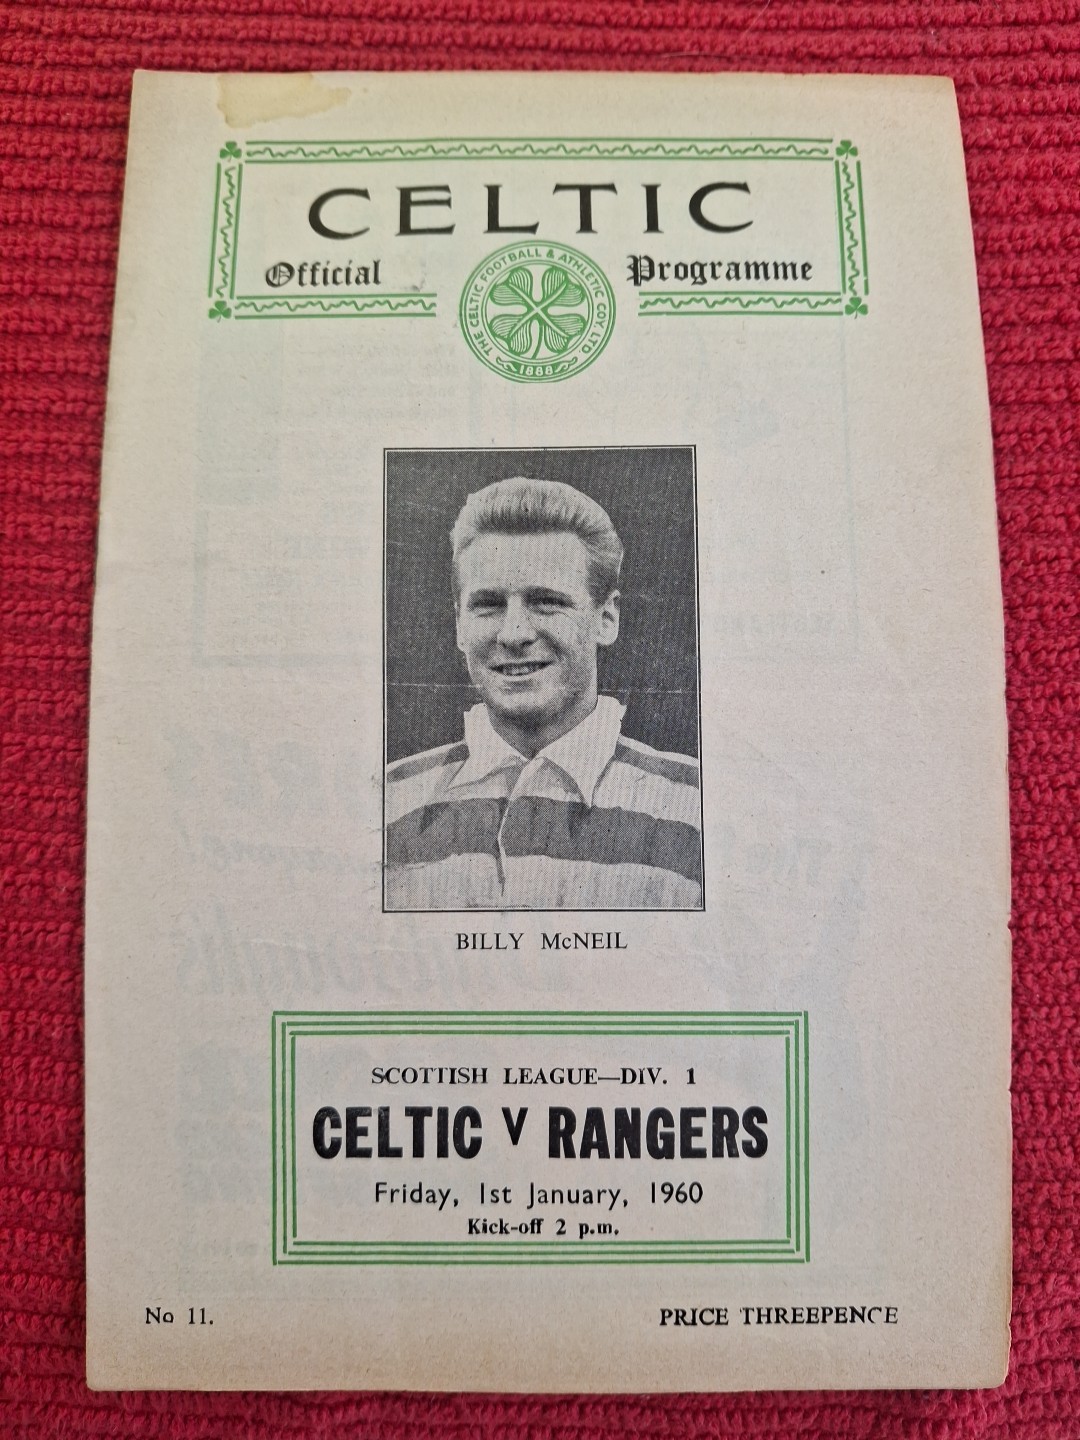 CELTIC
Official Programme
THE CELTIC FOOTBALL & ATHLETIC COY. LTD.
1888
BILLY McNEIL
SCOTTISH LEAGUE—DIV. 1
CELTIC V RANGERS
Friday, 1st January, 1960
Kick-off 2 p.m.
No 11.
PRICE THREEPENCE